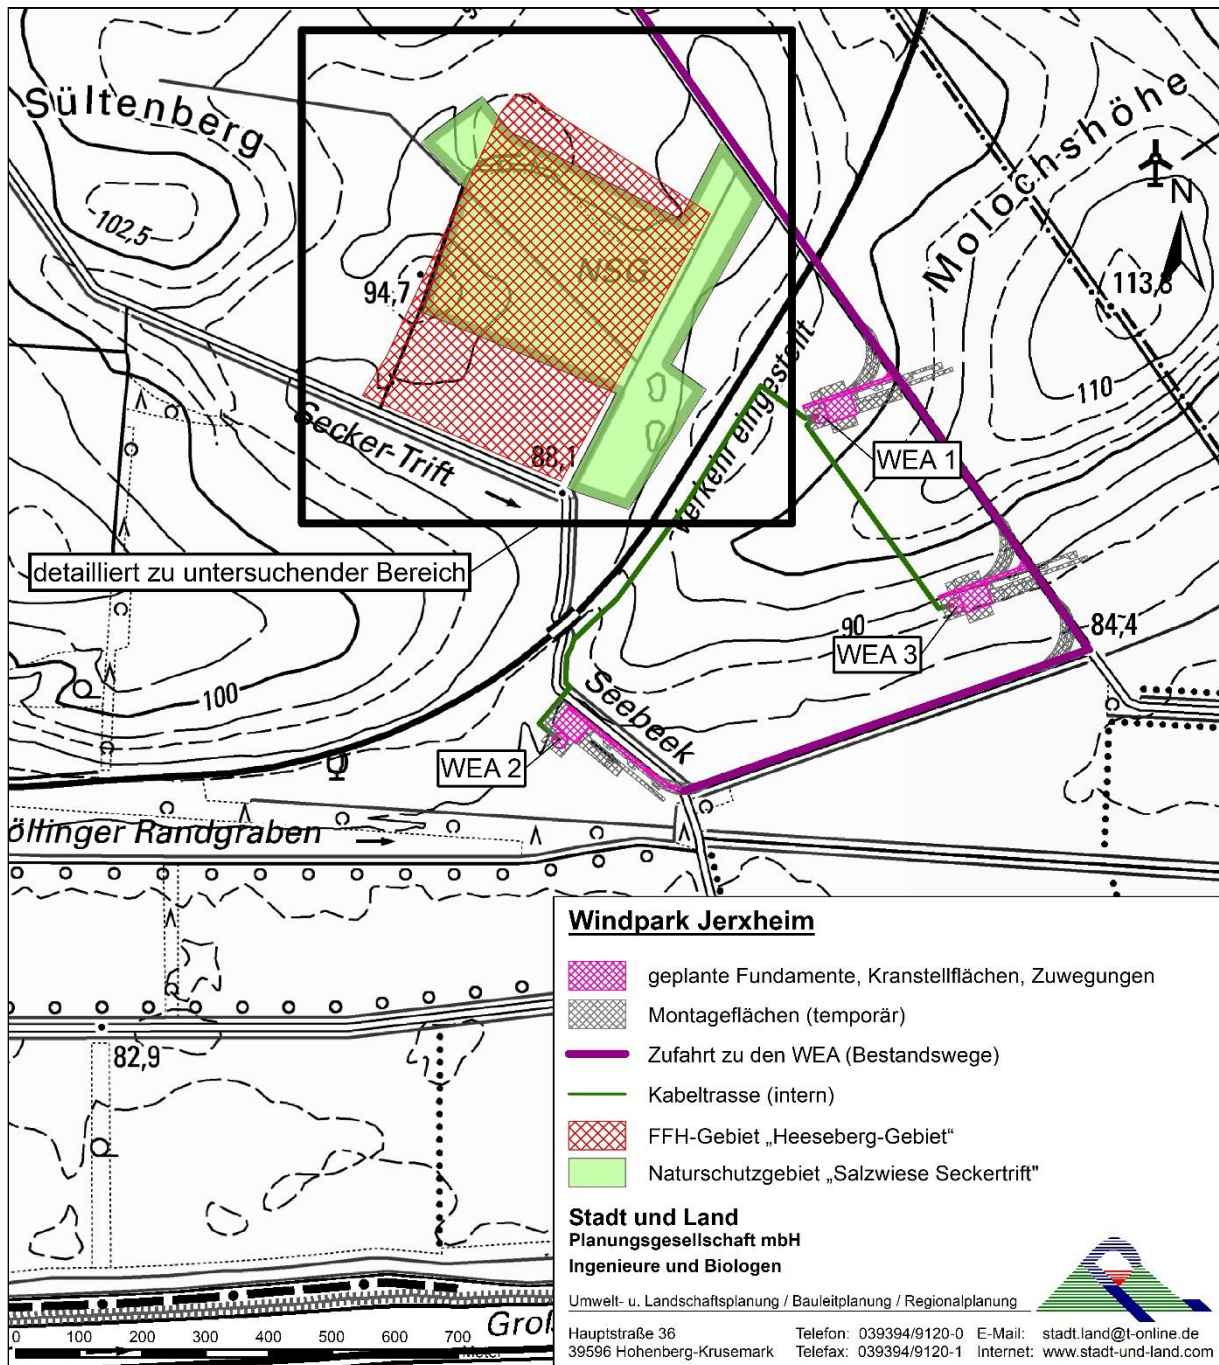 Sültenberg
102,5
94,7
NSG
Molochshöhe
N
113,8
110
Secker-Trift
88,1
Verkehr eingestellt
WEA 1
detailliert zu untersuchender Bereich
90
84,4
WEA 3
100
Seebeek
WEA 2
öllinger Randgraben
82,9
Windpark Jerxheim
geplante Fundamente, Kranstellflächen, Zuwegungen
Montageflächen (temporär)
Zufahrt zu den WEA (Bestandswege)
Kabeltrasse (intern)
FFH-Gebiet „Heeseberg-Gebiet“
Naturschutzgebiet „Salzwiese Seckertrift"
Stadt und Land
Planungsgesellschaft mbH
Ingenieure und Biologen
Umwelt- u. Landschaftsplanung / Bauleitplanung / Regionalplanung
Hauptstraße 36 Telefon: 039394/9120-0 E-Mail: stadt.land@t-online.de
39596 Hohenberg-Krusemark Telefax: 039394/9120-1 Internet: www.stadt-und-land.com
0 100 200 300 400 500 600 700
Meter
Groß